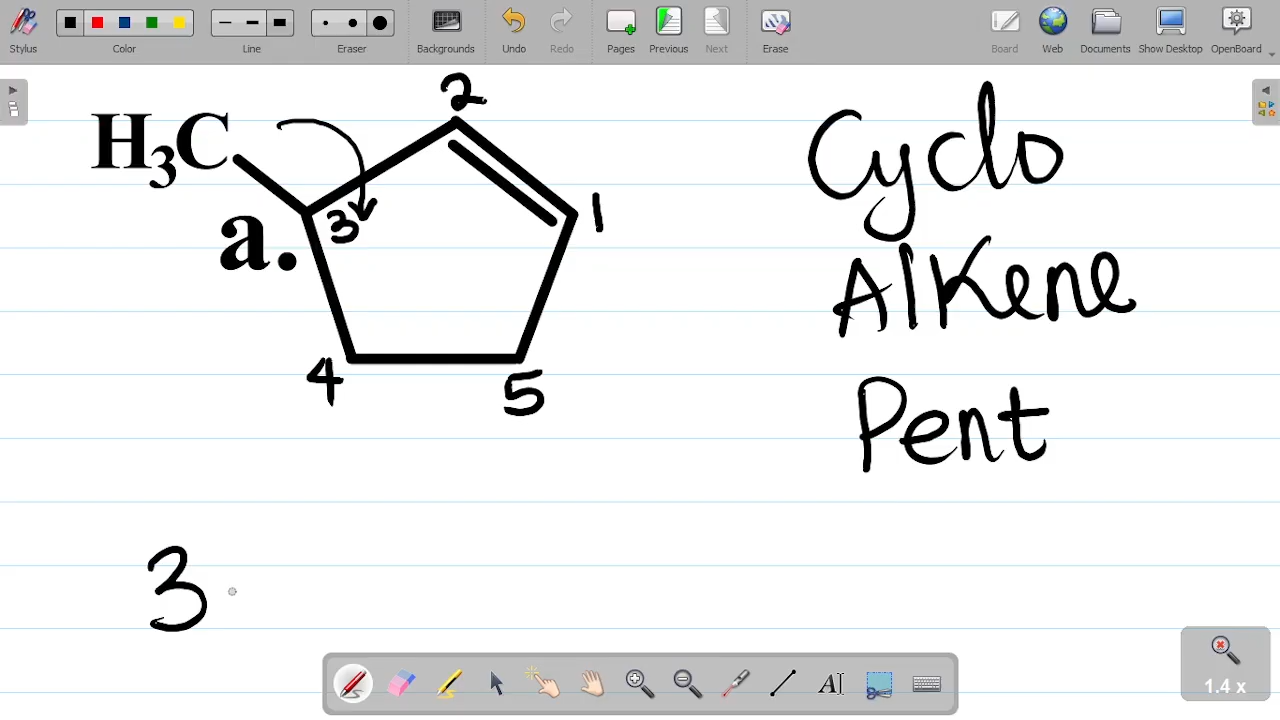 Stylus Color Line Eraser Backgrounds Undo Redo Pages Previous Next Erase Board Web Documents Show Desktop OpenBoard
2
H3C
3
1
a.
4
5
Cyclo
Alkene
Pent
3
AI
1.4 x